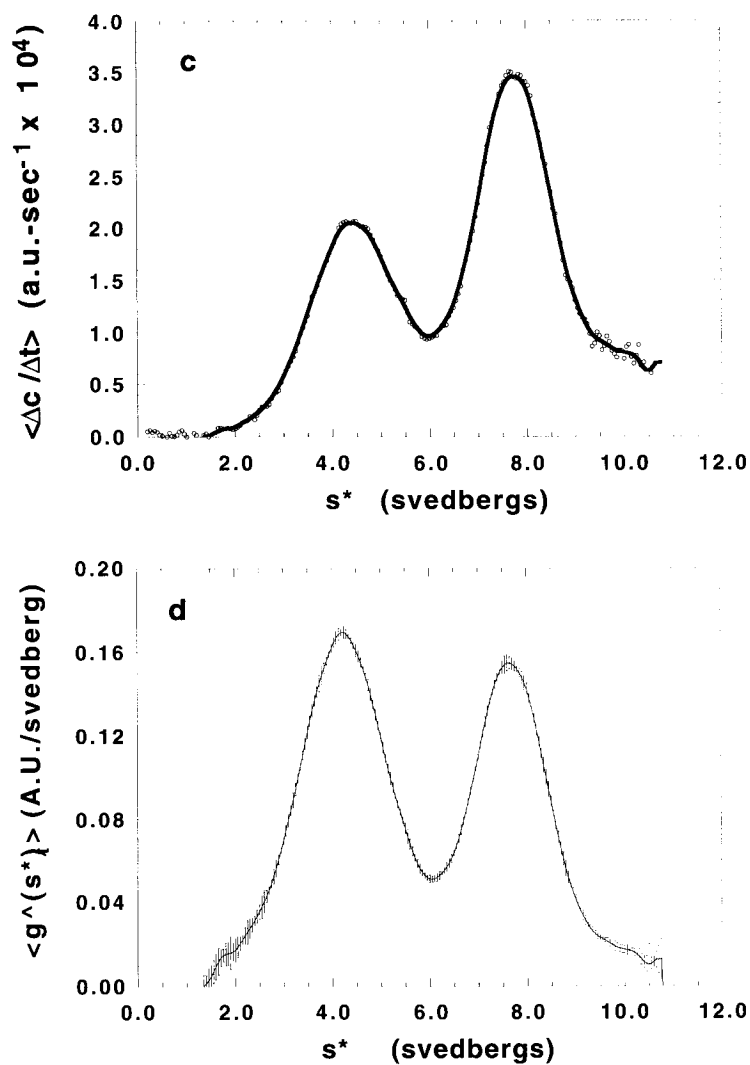 c
<Δc /Δt> (a.u.-sec⁻¹ x 10⁴)
4.0
3.5
3.0
2.5
2.0
1.5
1.0
0.5
0.0
0.0 2.0 4.0 6.0 8.0 10.0 12.0
s* (svedbergs)
d
<g^(s*)> (A.U./svedberg)
0.20
0.16
0.12
0.08
0.04
0.00
0.0 2.0 4.0 6.0 8.0 10.0 12.0
s* (svedbergs)